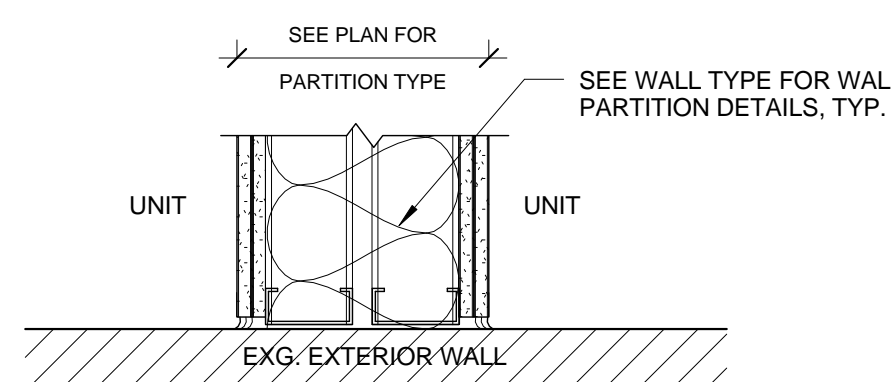 SEE PLAN FOR
PARTITION TYPE
SEE WALL TYPE FOR WAL
PARTITION DETAILS, TYP.
UNIT
UNIT
EXG. EXTERIOR WALL